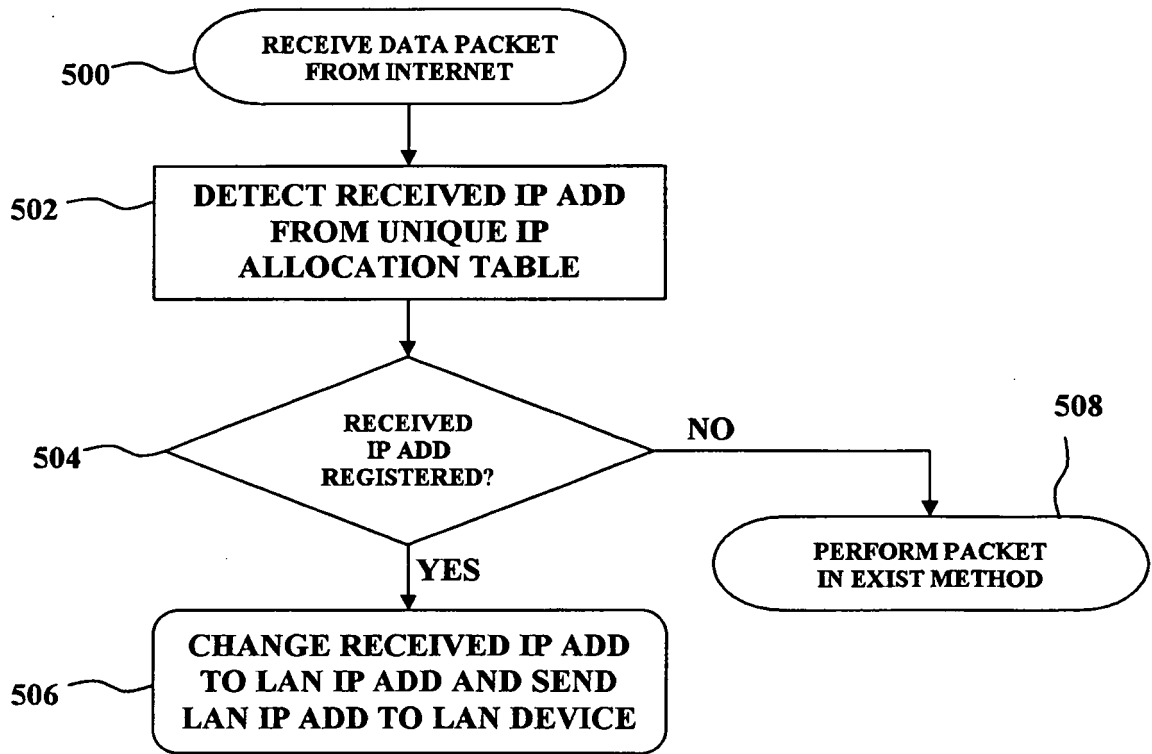 RECEIVE DATA PACKET
FROM INTERNET
500
DETECT RECEIVED IP ADD
FROM UNIQUE IP
ALLOCATION TABLE
502
RECEIVED
IP ADD
REGISTERED?
504
NO
508
PERFORM PACKET
IN EXIST METHOD
YES
CHANGE RECEIVED IP ADD
TO LAN IP ADD AND SEND
LAN IP ADD TO LAN DEVICE
506